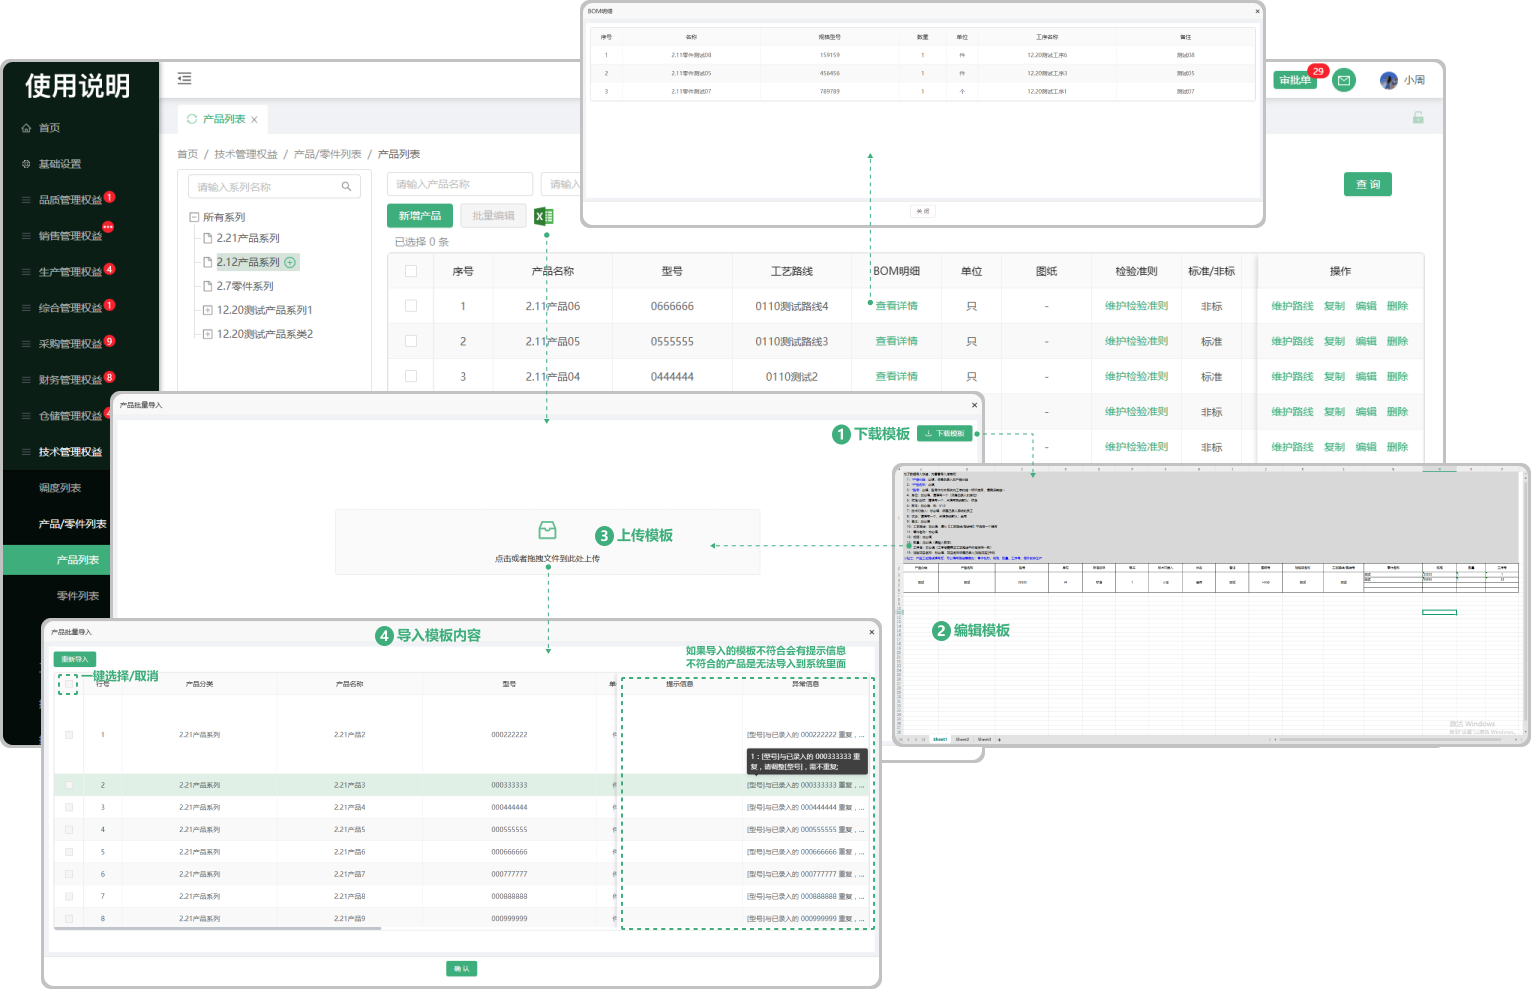 使用说明
首页
基础设置
品质管理权益 1
销售管理权益
生产管理权益 4
综合管理权益 1
采购管理权益 9
财务管理权益 8
仓储管理权益
技术管理权益
调度列表
产品/零件列表
产品列表
零件列表
审批单 29
小周
产品列表
首页 / 技术管理权益 / 产品/零件列表 / 产品列表
请输入系列名称
所有系列
2.21产品系列
2.12产品系列
2.7零件系列
12.20测试产品系列1
12.20测试产品系类2
请输入产品名称 请输入
查 询
新增产品 批量编辑
已选择 0 条
序号 产品名称 型号 工艺路线 BOM明细 单位 图纸 检验准则 标准/非标 操作
1 2.11产品06 0666666 0110测试路线4 查看详情 只 - 维护检验准则 非标 维护路线 复制 编辑 删除
2 2.11产品05 0555555 0110测试路线3 查看详情 只 - 维护检验准则 标准 维护路线 复制 编辑 删除
3 2.11产品04 0444444 0110测试2 查看详情 只 - 维护检验准则 标准 维护路线 复制 编辑 删除
- 维护检验准则 非标 维护路线 复制 编辑 删除
- 维护检验准则 非标 维护路线 复制 编辑 删除
BOM明细
序号 名称 规格型号 数量 单位 工序名称 备注
1 2.11零件测试08 159159 1 件 12.20测试工序6 测试08
2 2.11零件测试05 456456 1 件 12.20测试工序3 测试05
3 2.11零件测试07 789789 1 个 12.20测试工序1 测试07
关 闭
产品批量导入
1 下载模板 下载模板
3 上传模板
点击或者拖拽文件到此处上传
2 编辑模板
Sheet1 Sheet2 Sheet3
产品批量导入
4 导入模板内容
重新导入
一键选择/取消
如果导入的模板不符合会有提示信息
不符合的产品是无法导入到系统里面
行号 产品分类 产品名称 型号 单 提示信息 异常信息
1 2.21产品系列 2.21产品2 000222222 [型号]与已录入的 000222222 重复，...
1：[型号]与已录入的 000333333 重
复，请调整[型号]，需不重复;
2 2.21产品系列 2.21产品3 000333333 [型号]与已录入的 000333333 重复，...
3 2.21产品系列 2.21产品4 000444444 [型号]与已录入的 000444444 重复，...
4 2.21产品系列 2.21产品5 000555555 [型号]与已录入的 000555555 重复，...
5 2.21产品系列 2.21产品6 000666666 [型号]与已录入的 000666666 重复，...
6 2.21产品系列 2.21产品7 000777777 [型号]与已录入的 000777777 重复，...
7 2.21产品系列 2.21产品8 000888888 [型号]与已录入的 000888888 重复，...
8 2.21产品系列 2.21产品9 000999999 [型号]与已录入的 000999999 重复，...
确 认